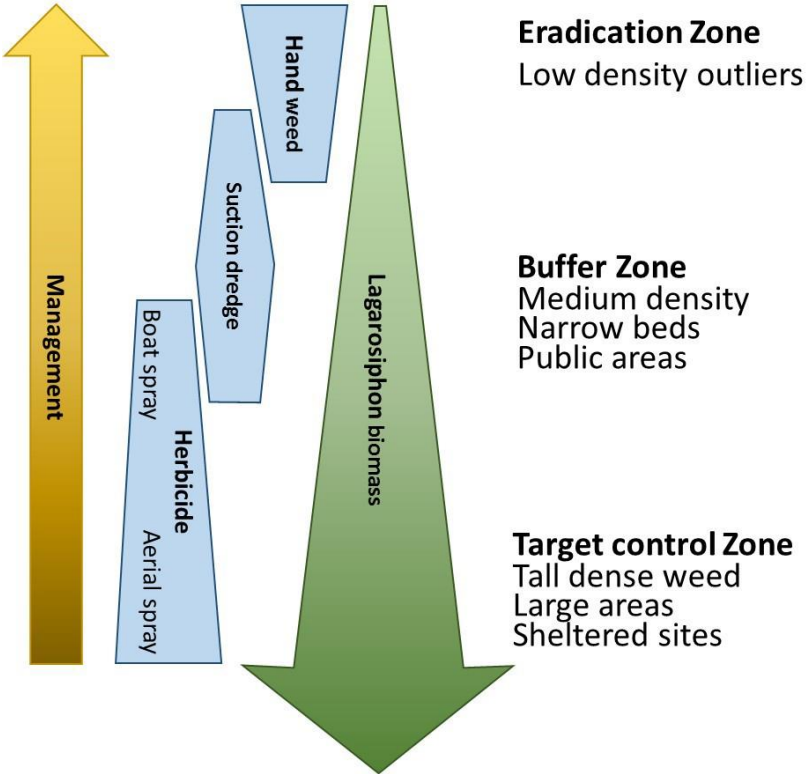 Management
Hand weed
Suction dredge
Boat spray
Herbicide
Aerial spray
Lagarosiphon biomass
Eradication Zone
Low density outliers
Buffer Zone
Medium density
Narrow beds
Public areas
Target control Zone
Tall dense weed
Large areas
Sheltered sites